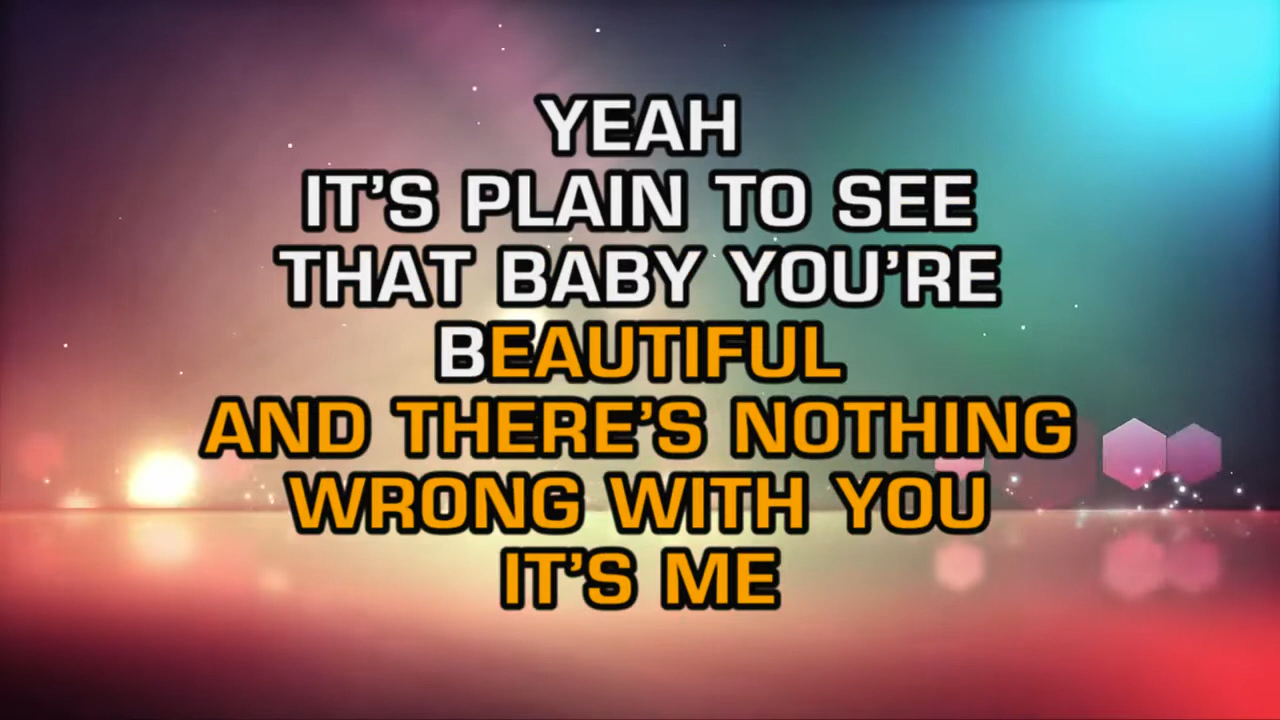 YEAH
IT’S PLAIN TO SEE
THAT BABY YOU’RE
BEAUTIFUL
AND THERE’S NOTHING
WRONG WITH YOU
IT’S ME